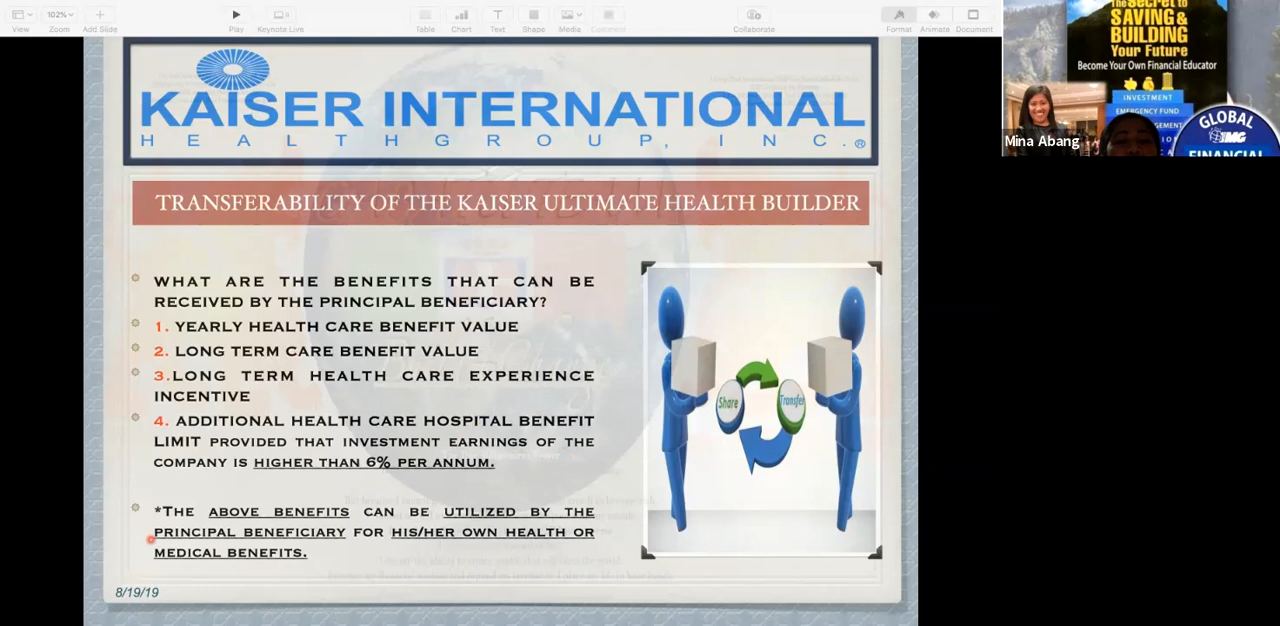 View
102%
Zoom
Add Slide
Play
Keynote Live
Table
Chart
Text
Shape
Media
Comment
Collaborate
Format
Animate
Document
The Secret to
SAVING &
BUILDING
Your Future
Become Your Own Financial Educator
INVESTMENT
EMERGENCY FUND
GLOBAL
IMG
FINANCIAL
Mina Abang
KAISER INTERNATIONAL
HEALTHGROUP, INC.®
TRANSFERABILITY OF THE KAISER ULTIMATE HEALTH BUILDER
WHAT ARE THE BENEFITS THAT CAN BE
RECEIVED BY THE PRINCIPAL BENEFICIARY?
1. YEARLY HEALTH CARE BENEFIT VALUE
2. LONG TERM CARE BENEFIT VALUE
3.LONG TERM HEALTH CARE EXPERIENCE
INCENTIVE
4. ADDITIONAL HEALTH CARE HOSPITAL BENEFIT
LIMIT PROVIDED THAT INVESTMENT EARNINGS OF THE
COMPANY IS HIGHER THAN 6% PER ANNUM.
*THE ABOVE BENEFITS CAN BE UTILIZED BY THE
PRINCIPAL BENEFICIARY FOR HIS/HER OWN HEALTH OR
MEDICAL BENEFITS.
Share
Transfer
8/19/19